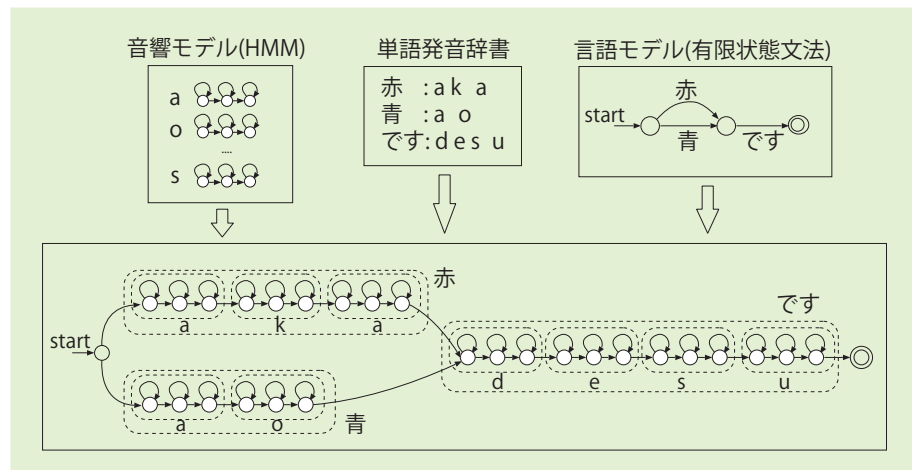 音響モデル(HMM)
a
o
....
s
単語発音辞書
赤 :a k a
青 :a o
です:d e s u
言語モデル(有限状態文法)
start
赤
青
です
start
a k a
赤
a o
青
d e s u
です